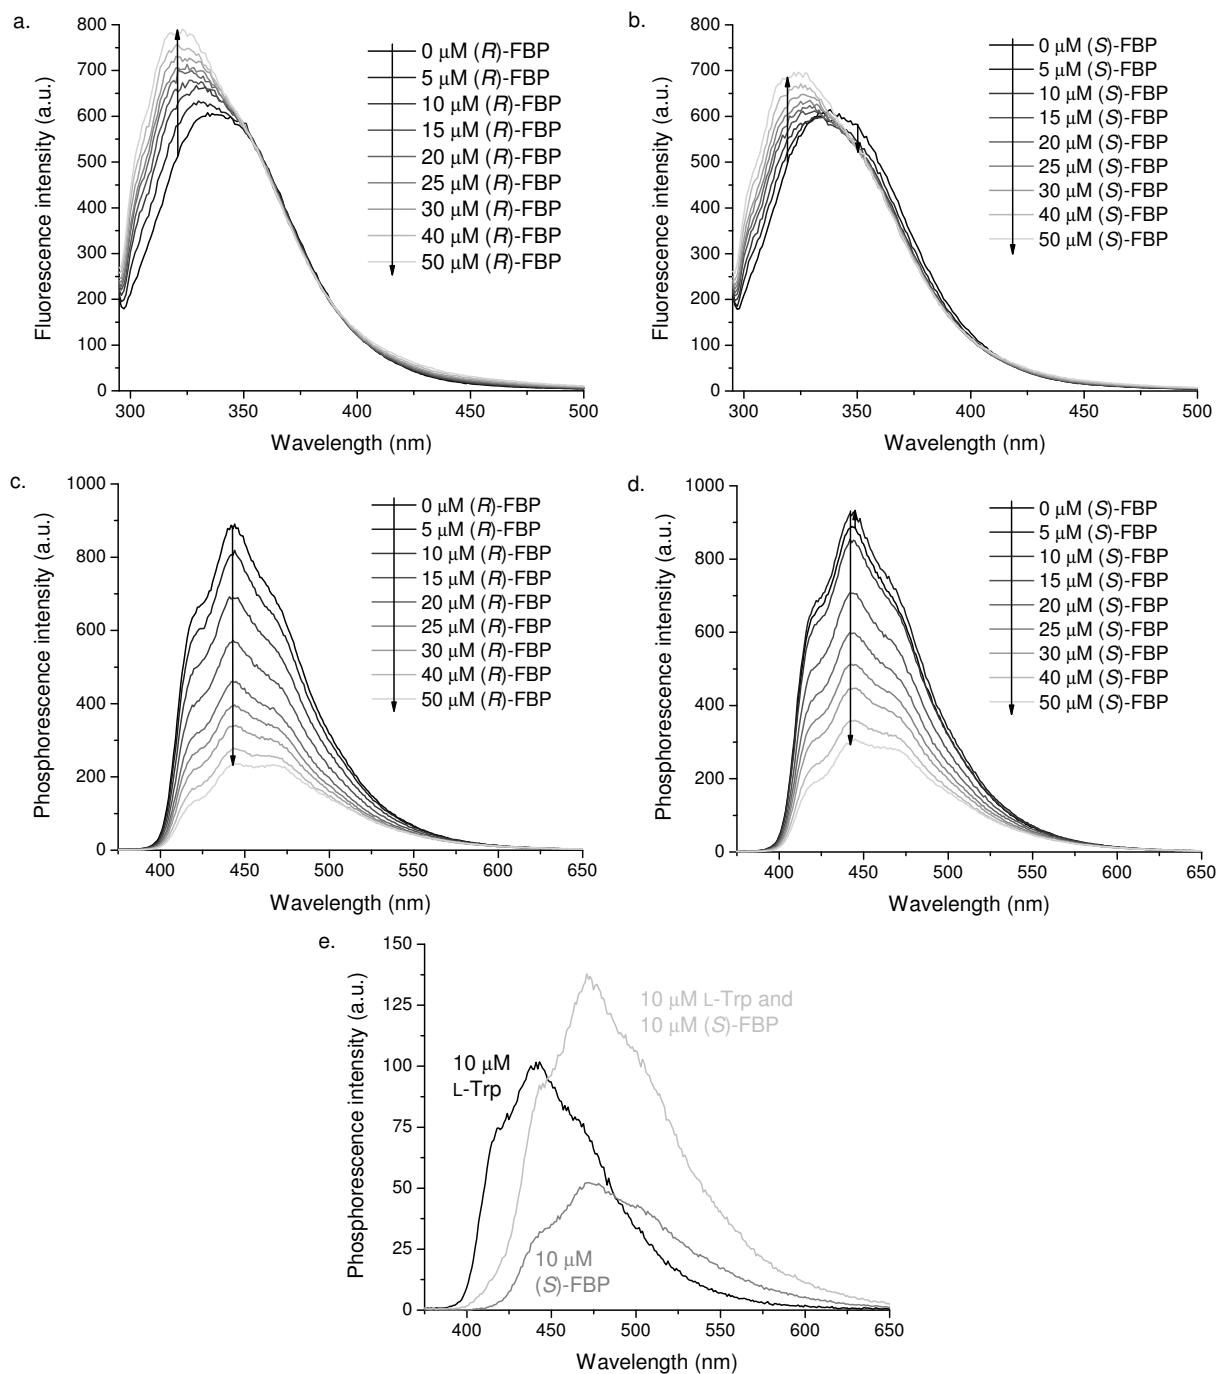 a.
800
700
600
500
400
300
200
100
0
Fluorescence intensity (a.u.)
0 μM (R)-FBP
5 μM (R)-FBP
10 μM (R)-FBP
15 μM (R)-FBP
20 μM (R)-FBP
25 μM (R)-FBP
30 μM (R)-FBP
40 μM (R)-FBP
50 μM (R)-FBP
300 350 400 450 500
Wavelength (nm)
b.
800
700
600
500
400
300
200
100
0
Fluorescence intensity (a.u.)
0 μM (S)-FBP
5 μM (S)-FBP
10 μM (S)-FBP
15 μM (S)-FBP
20 μM (S)-FBP
25 μM (S)-FBP
30 μM (S)-FBP
40 μM (S)-FBP
50 μM (S)-FBP
300 350 400 450 500
Wavelength (nm)
c.
1000
800
600
400
200
0
Phosphorescence intensity (a.u.)
0 μM (R)-FBP
5 μM (R)-FBP
10 μM (R)-FBP
15 μM (R)-FBP
20 μM (R)-FBP
25 μM (R)-FBP
30 μM (R)-FBP
40 μM (R)-FBP
50 μM (R)-FBP
400 450 500 550 600 650
Wavelength (nm)
d.
1000
800
600
400
200
0
Phosphorescence intensity (a.u.)
0 μM (S)-FBP
5 μM (S)-FBP
10 μM (S)-FBP
15 μM (S)-FBP
20 μM (S)-FBP
25 μM (S)-FBP
30 μM (S)-FBP
40 μM (S)-FBP
50 μM (S)-FBP
400 450 500 550 600 650
Wavelength (nm)
e.
150
125
100
75
50
25
0
Phosphorescence intensity (a.u.)
10 μM L-Trp and
10 μM (S)-FBP
10 μM
L-Trp
10 μM
(S)-FBP
400 450 500 550 600 650
Wavelength (nm)